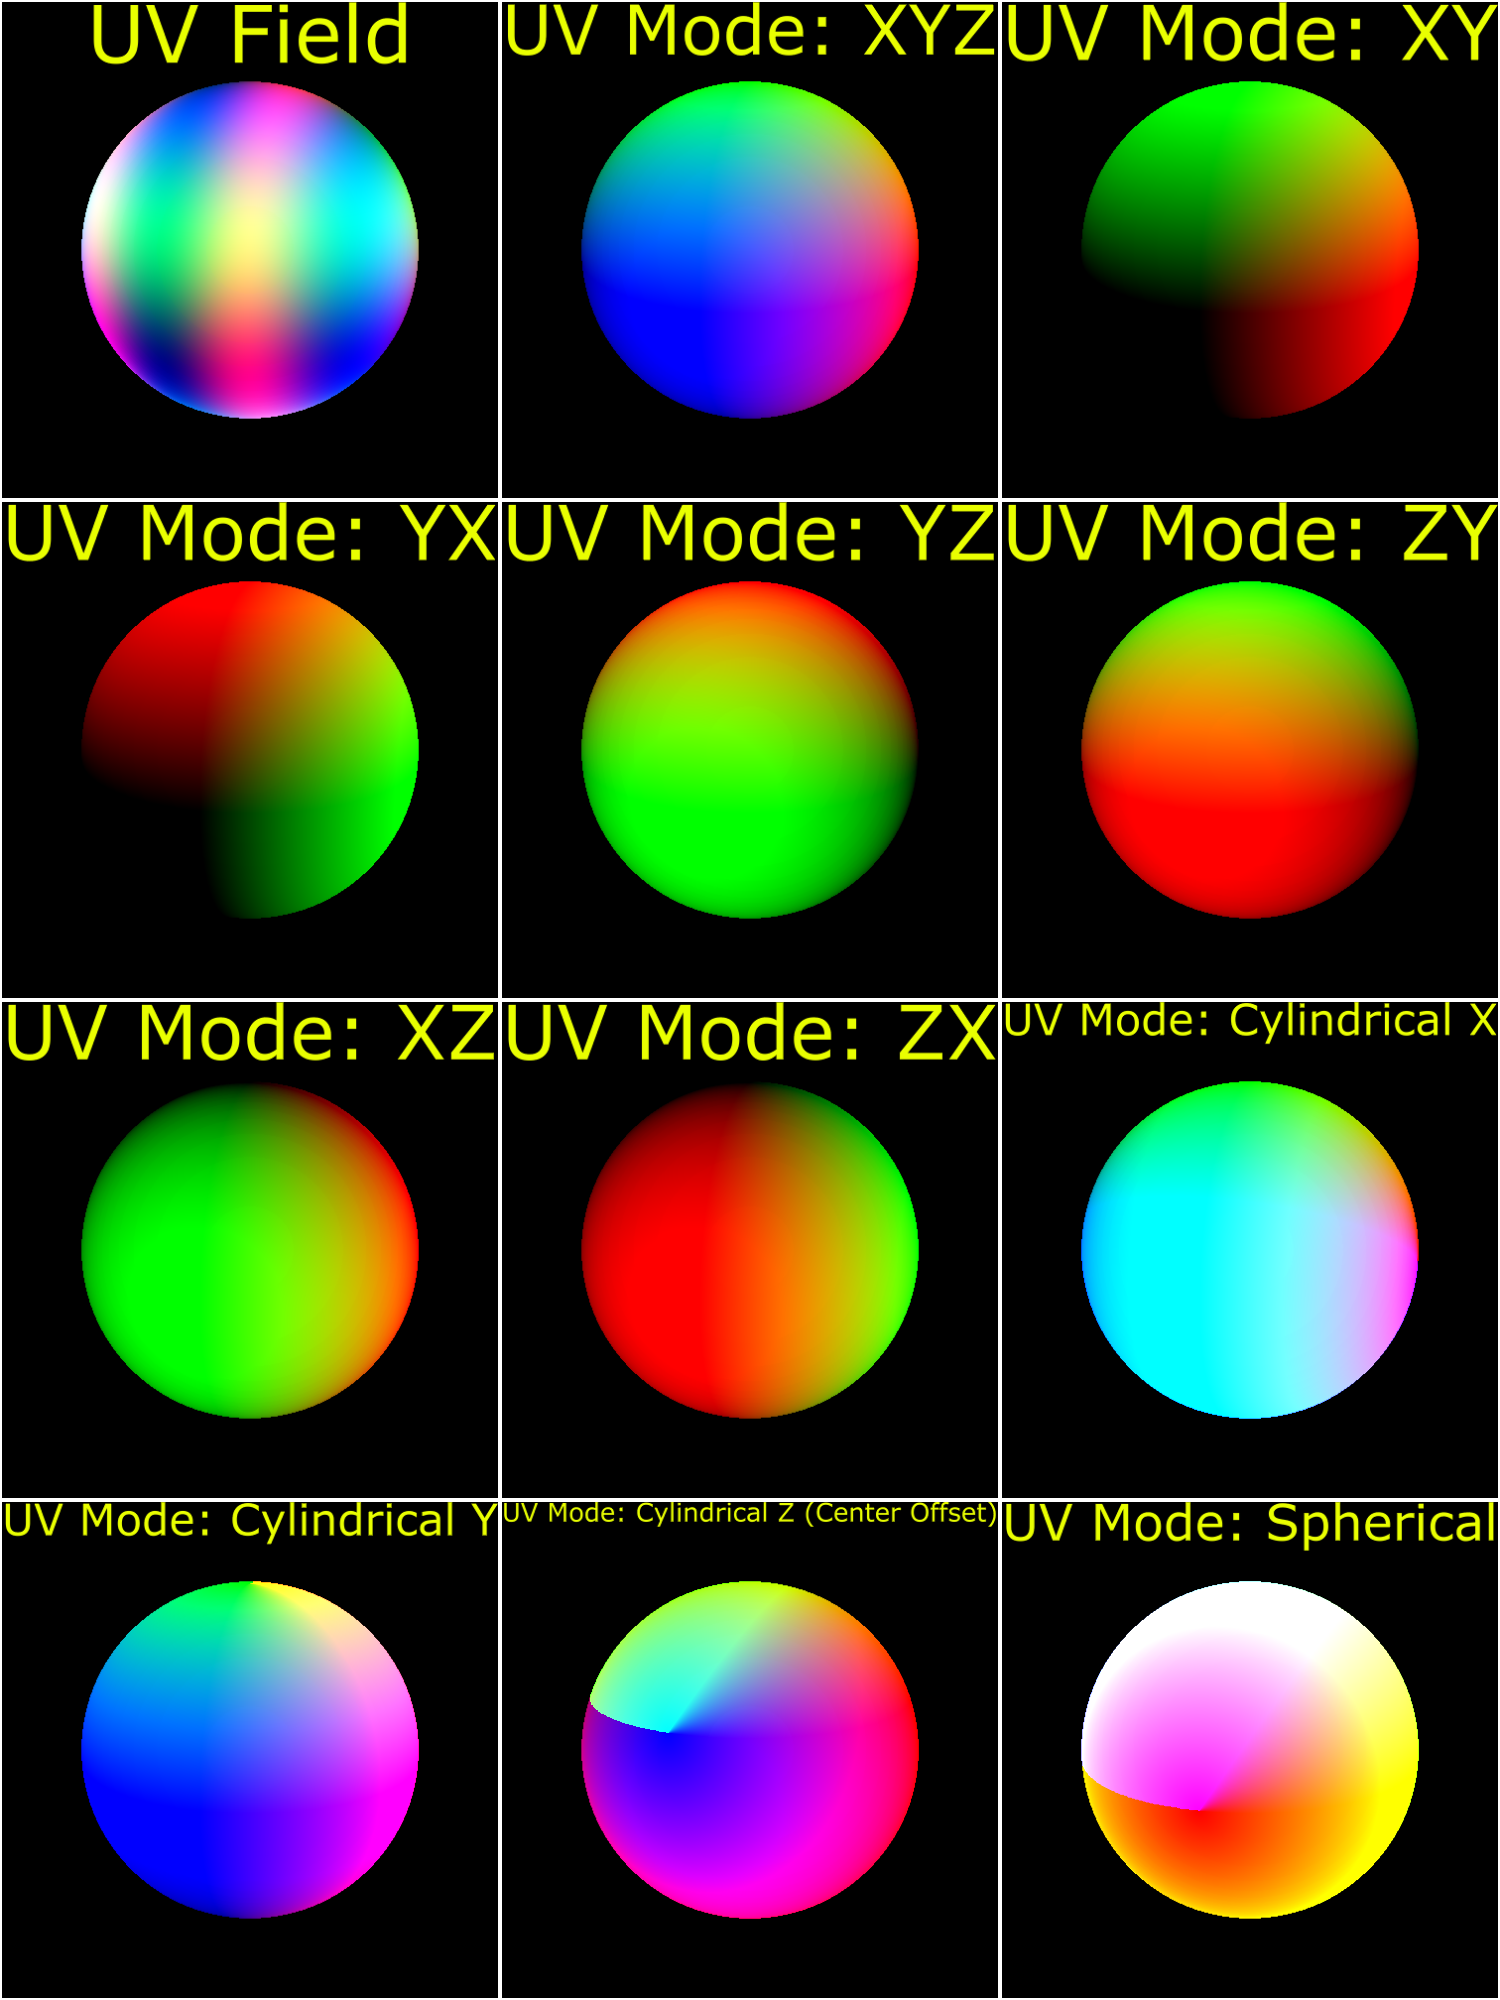 UV Field
UV Mode: XYZ
UV Mode: XY
UV Mode: YX
UV Mode: YZ
UV Mode: ZY
UV Mode: XZ
UV Mode: ZX
UV Mode: Cylindrical X
UV Mode: Cylindrical Y
UV Mode: Cylindrical Z (Center Offset)
UV Mode: Spherical